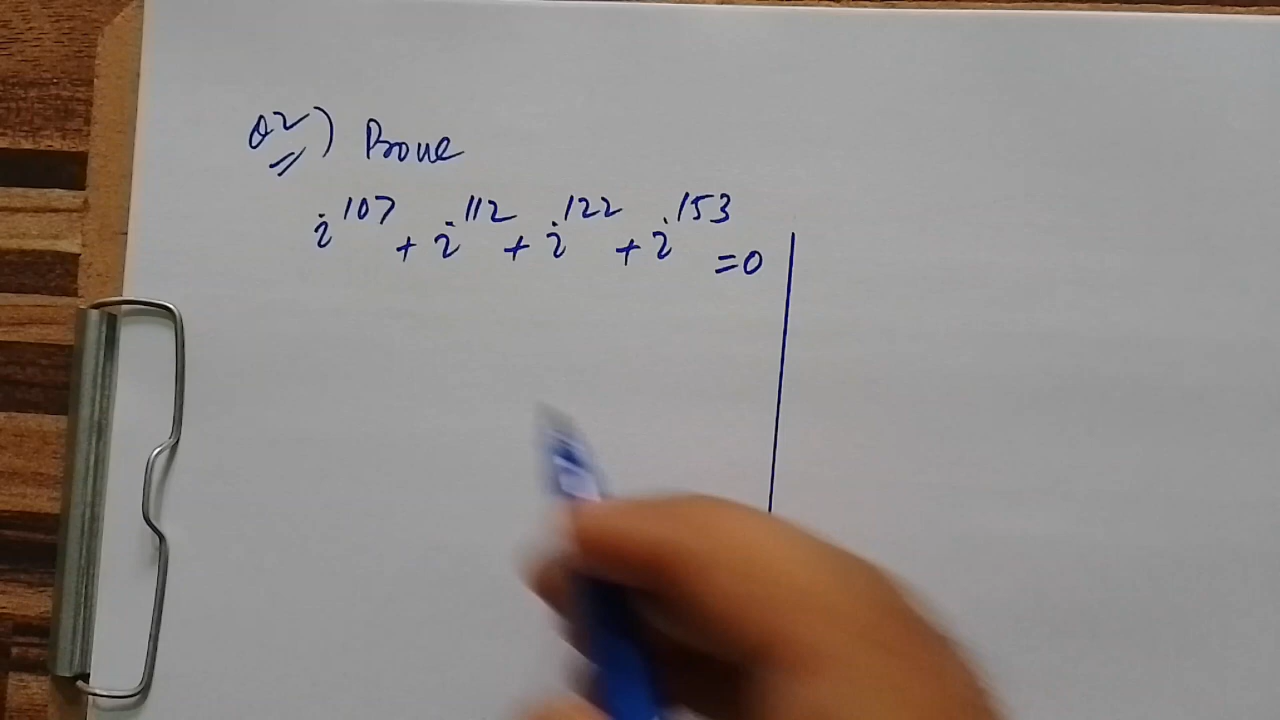 Q2) Prove
i^107 + i^112 + i^122 + i^153 = 0